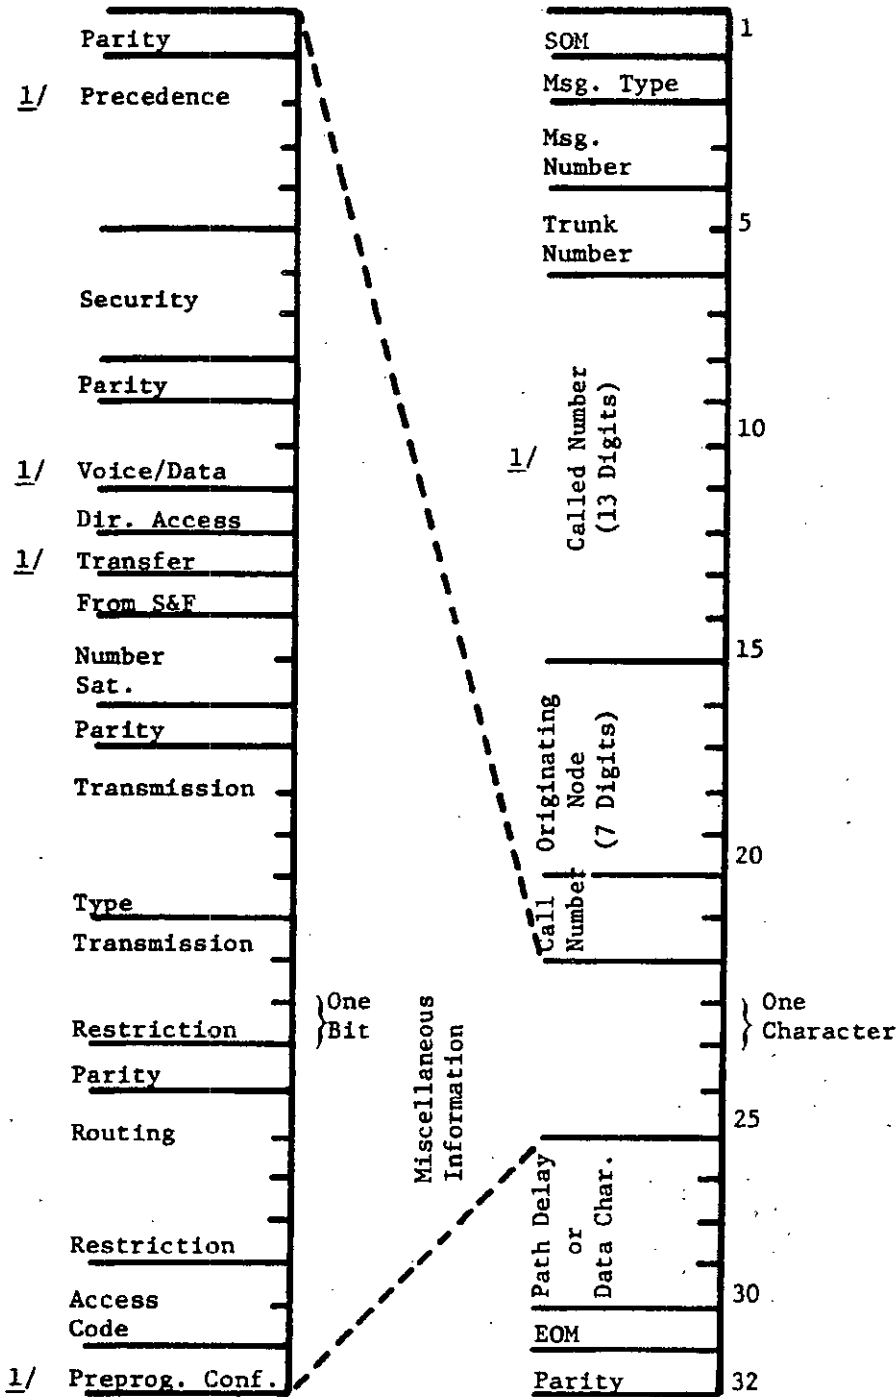 Parity
1/ Precedence
Security
Parity
1/ Voice/Data
Dir. Access
1/ Transfer
From S&F
Number
Sat.
Parity
Transmission
Type
Transmission
Restriction
Parity
Routing
Restriction
Access
Code
1/ Preprog. Conf.
}One
Bit
Miscellaneous
Information
SOM
Msg. Type
Msg.
Number
Trunk
Number
1/
Called Number
(13 Digits)
Originating
Node
(7 Digits)
Call
Number
Path Delay
or
Data Char.
EOM
Parity
1
5
10
15
20
} One
Character
25
30
32